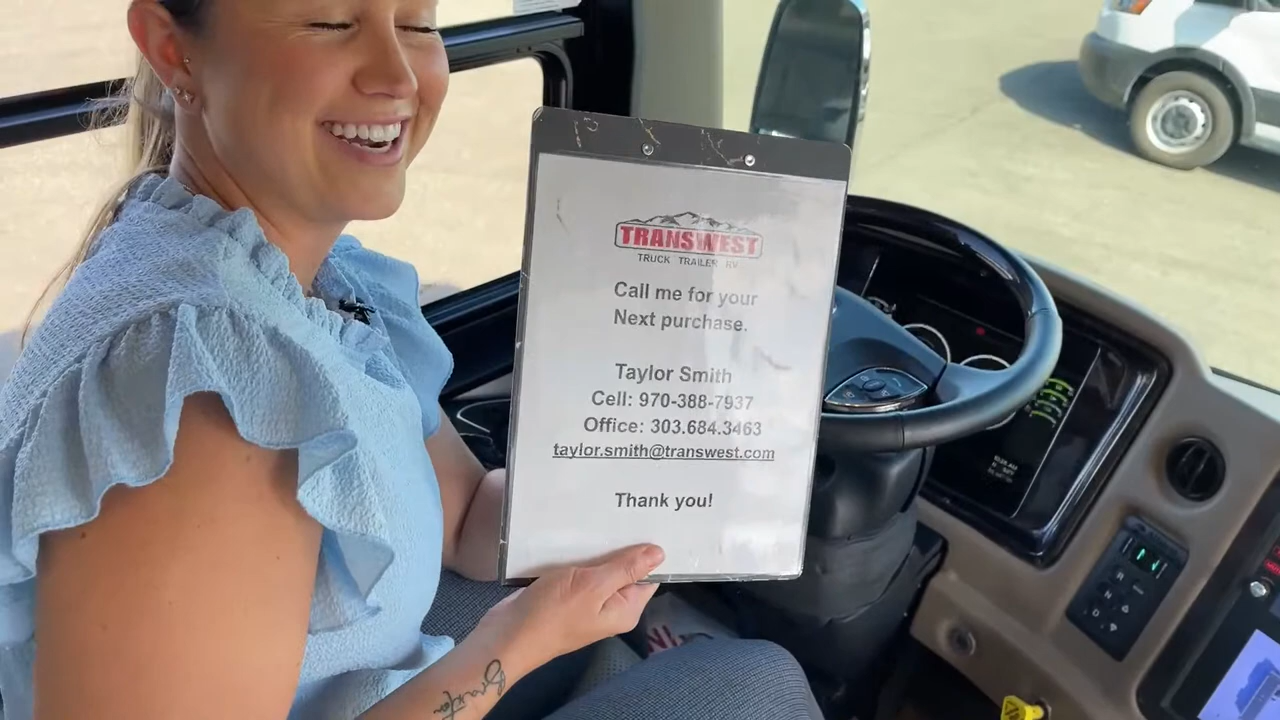 TRANSWEST
TRUCK TRAILER RV
Call me for your
Next purchase.
Taylor Smith
Cell: 970-388-7937
Office: 303.684.3463
taylor.smith@transwest.com
Thank you!
R
N
D